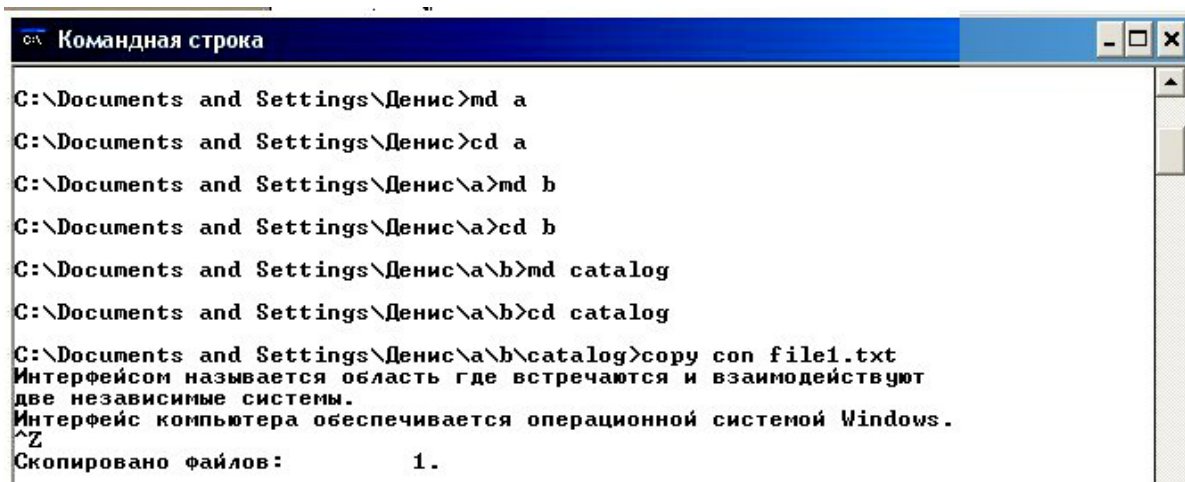 Командная строка
C:\Documents and Settings\Денис>md a
C:\Documents and Settings\Денис>cd a
C:\Documents and Settings\Денис\a>md b
C:\Documents and Settings\Денис\a>cd b
C:\Documents and Settings\Денис\a\b>md catalog
C:\Documents and Settings\Денис\a\b>cd catalog
C:\Documents and Settings\Денис\a\b\catalog>copy con file1.txt
Интерфейсом называется область где встречаются и взаимодействуют
две независимые системы.
Интерфейс компьютера обеспечивается операционной системой Windows.
^Z
Скопировано файлов: 1.